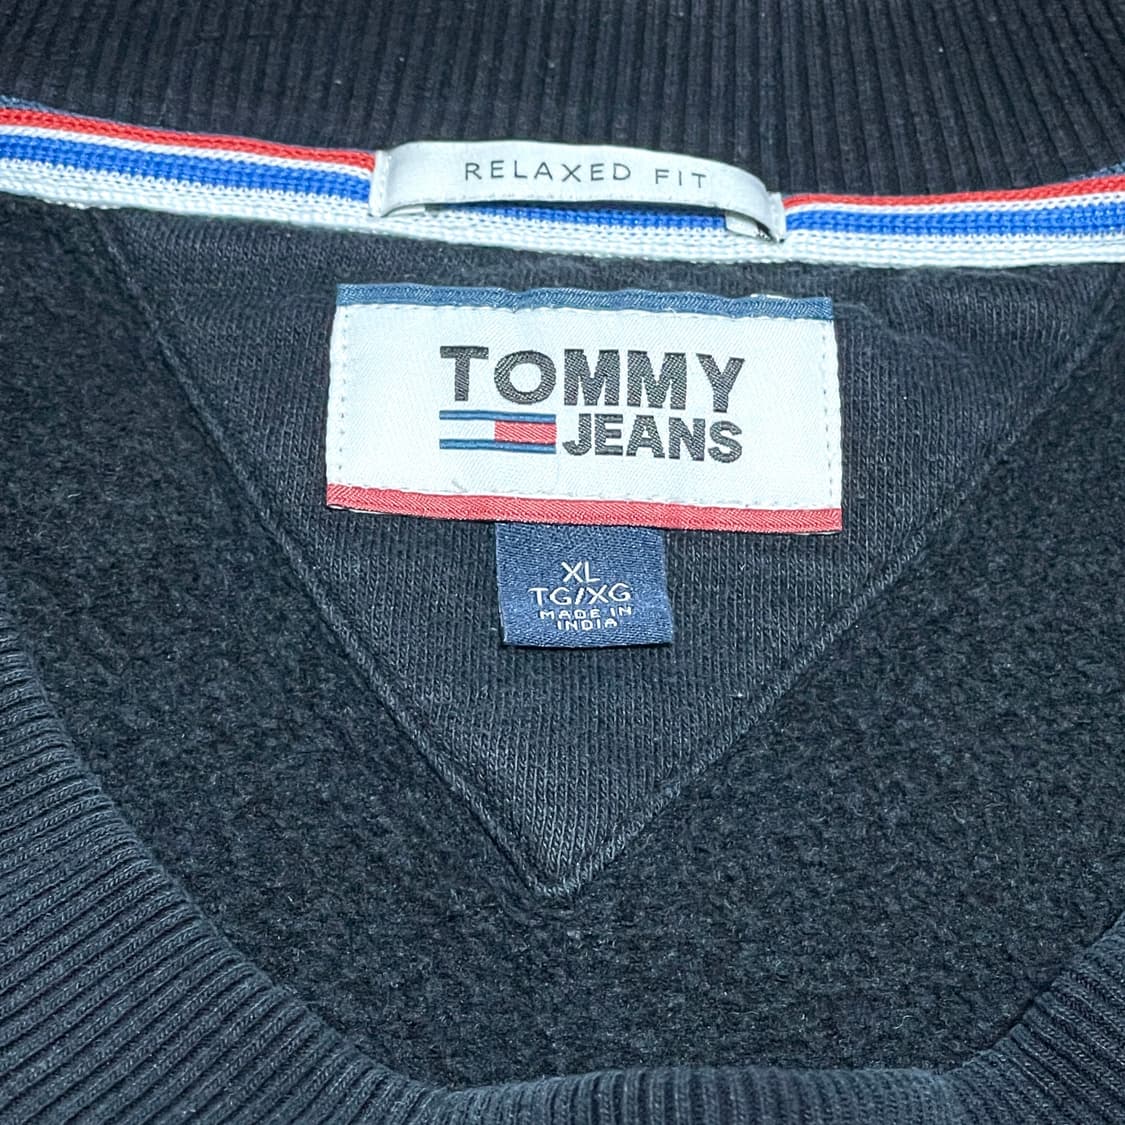 RELAXED FIT
TOMMY
JEANS
XL
TG/XG
MADE IN
INDIA